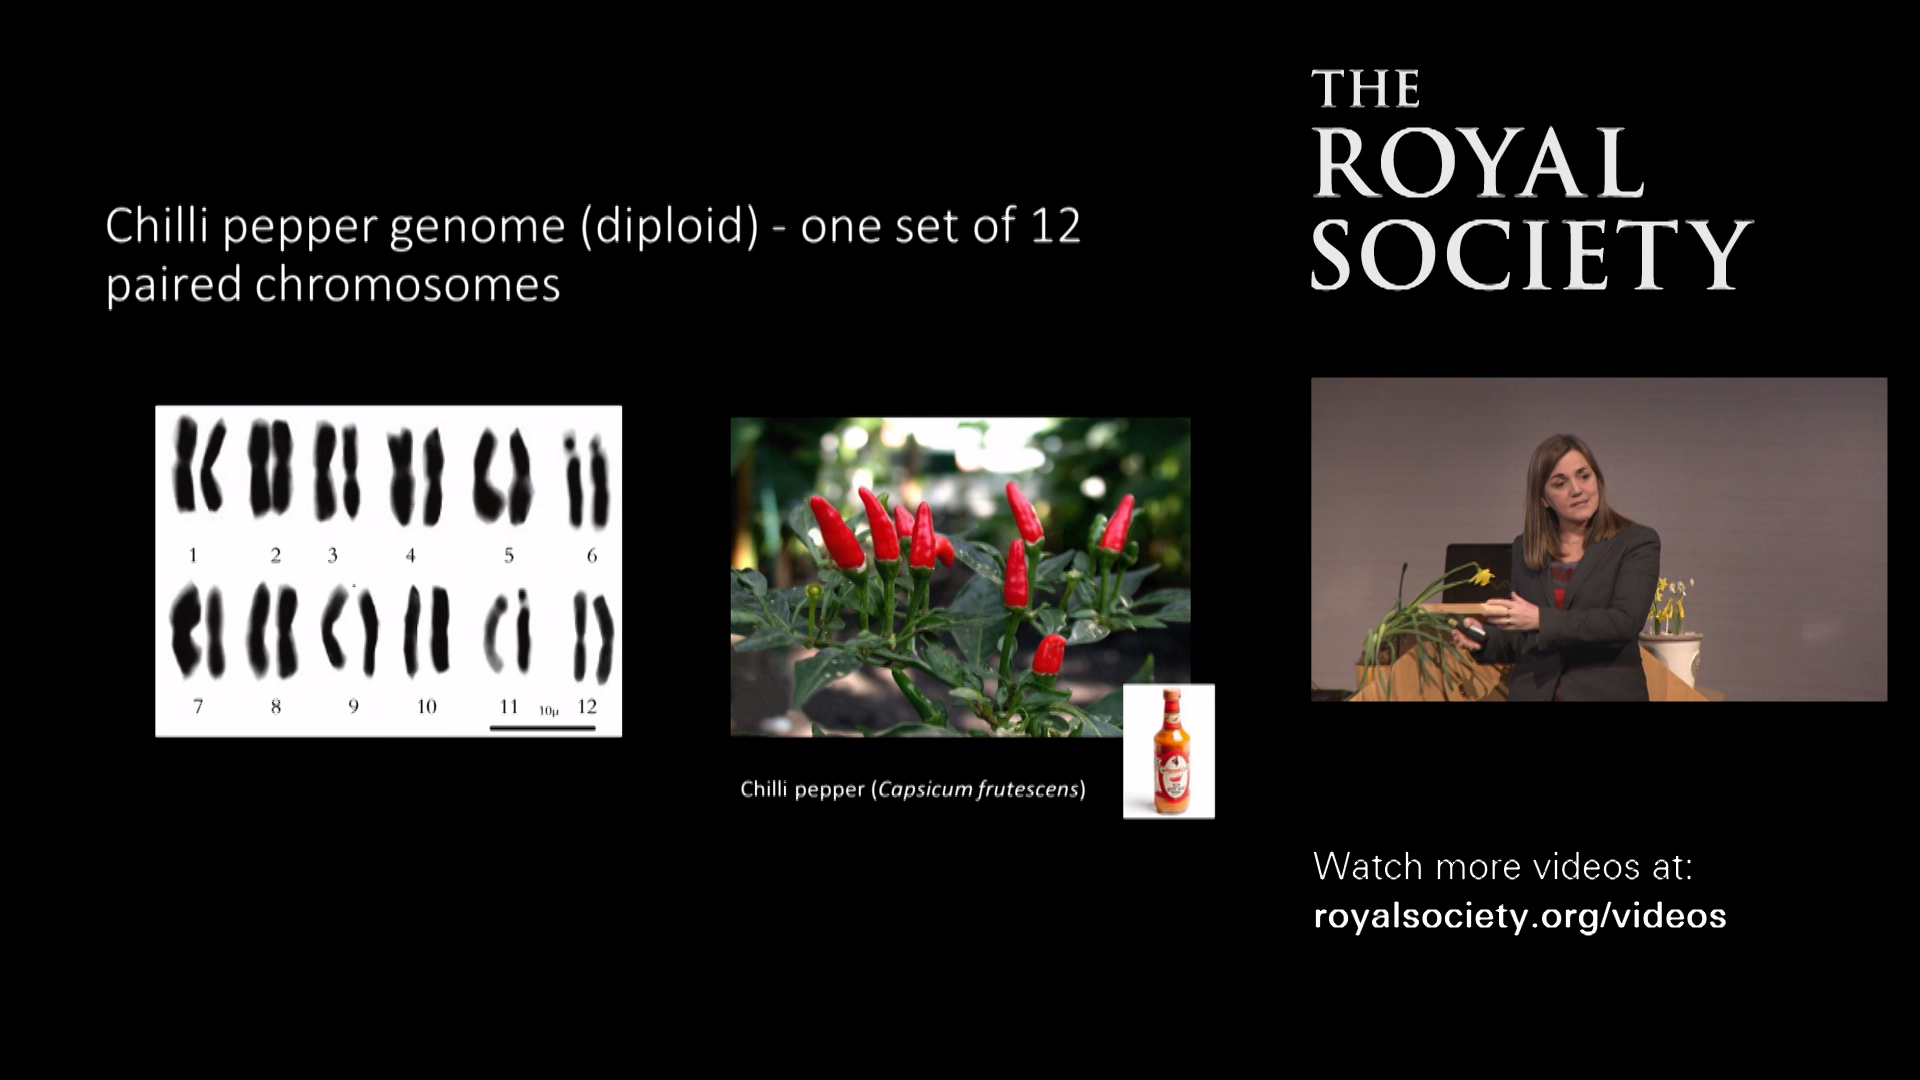 THE
ROYAL
SOCIETY
Chilli pepper genome (diploid) - one set of 12
paired chromosomes
1 2 3 4 5 6
7 8 9 10 11 10μ 12
Chilli pepper (Capsicum frutescens)
Watch more videos at:
royalsociety.org/videos